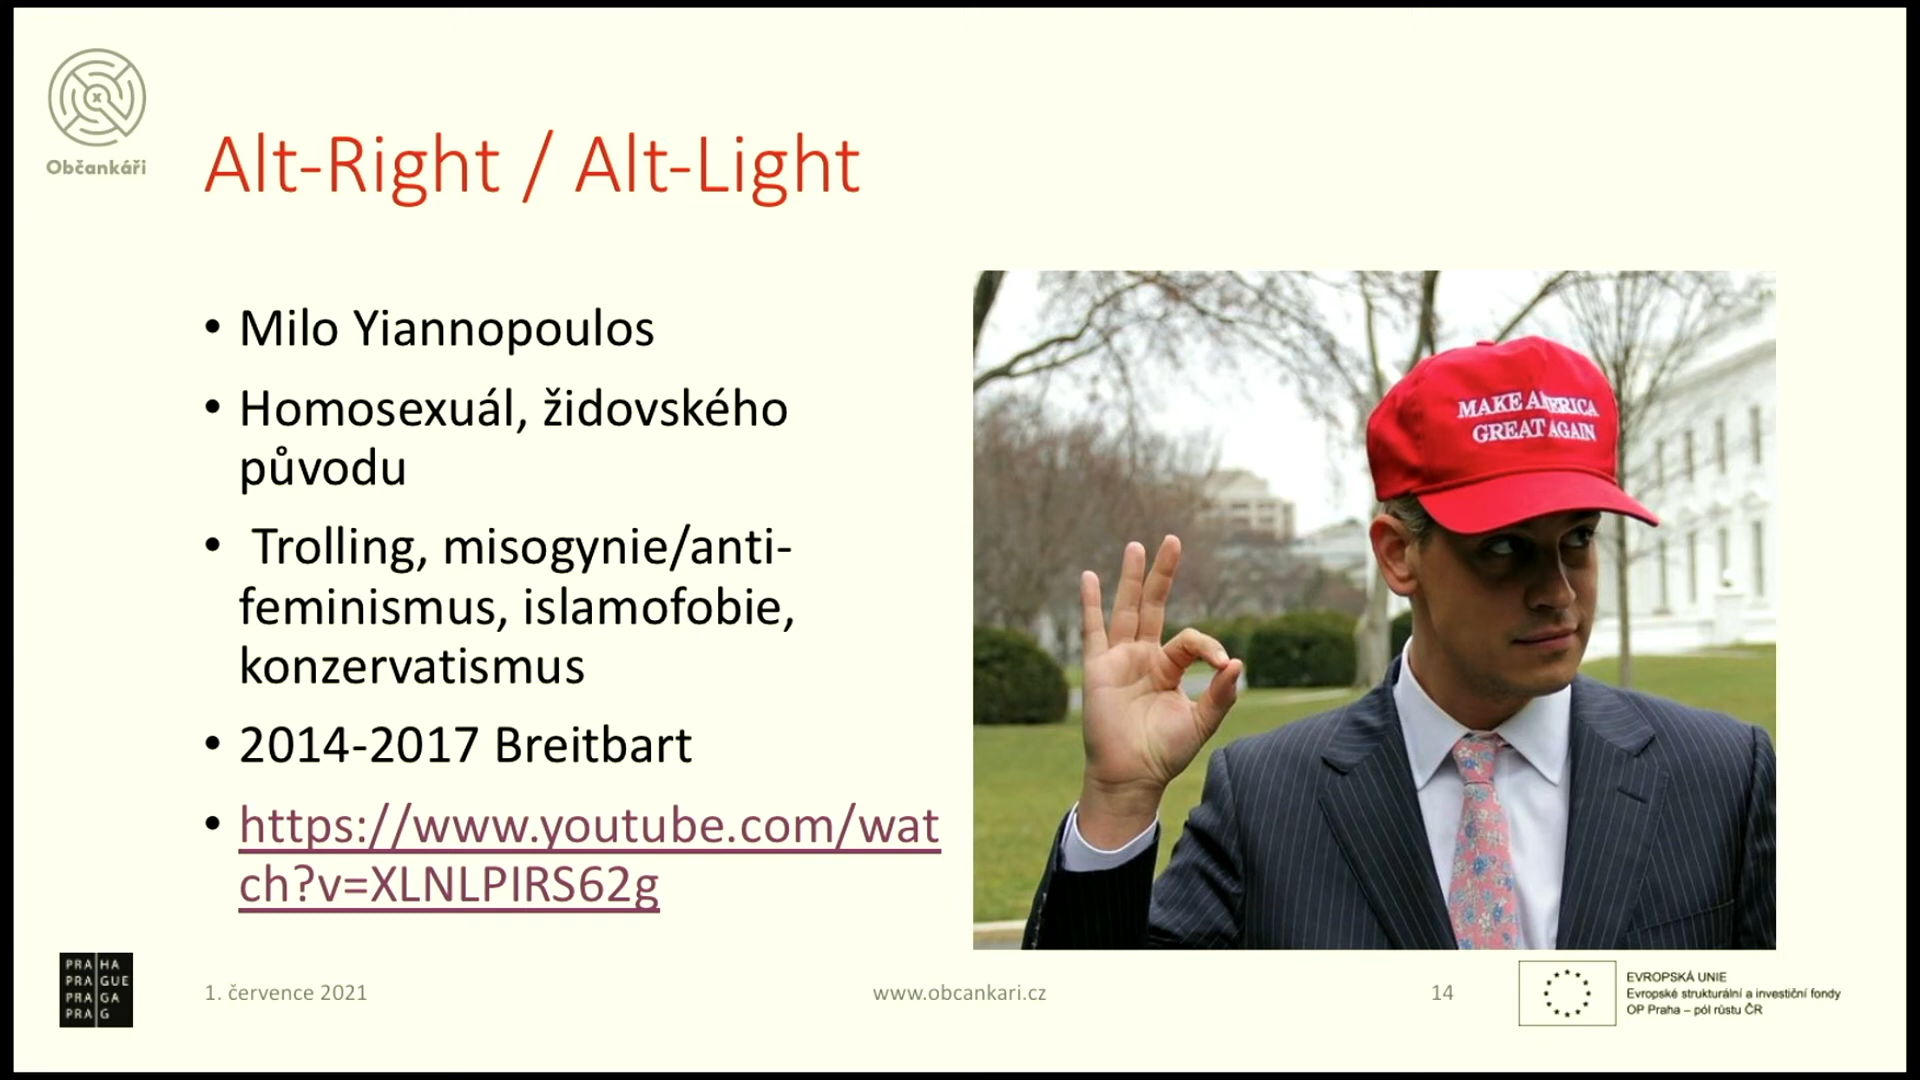 Občankáři
Alt-Right / Alt-Light
• Milo Yiannopoulos
• Homosexuál, židovského
původu
• Trolling, misogynie/anti-
feminismus, islamofobie,
konzervatismus
• 2014-2017 Breitbart
• https://www.youtube.com/wat
ch?v=XLNLPIRS62g
MAKE AMERICA
GREAT AGAIN
PRA HA
PRA GUE
PRA GA
PRA G
1. července 2021
www.obcankari.cz
14
EVROPSKÁ UNIE
Evropské strukturální a investiční fondy
OP Praha – pól růstu ČR